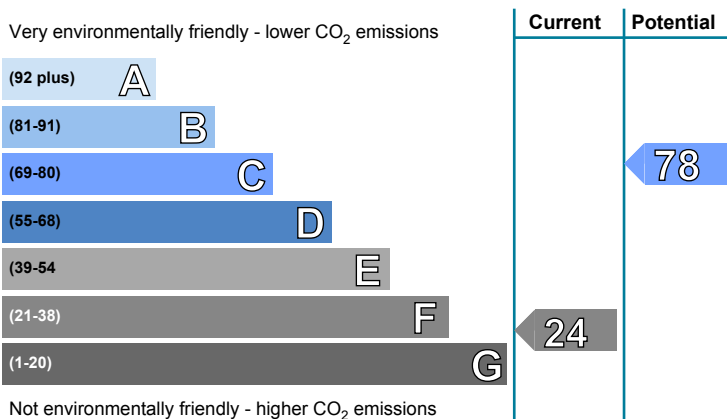 Very environmentally friendly - lower CO2 emissions
Current
Potential
(92 plus) A
(81-91) B
(69-80) C
78
(55-68) D
(39-54 E
(21-38) F
24
(1-20) G
Not environmentally friendly - higher CO2 emissions